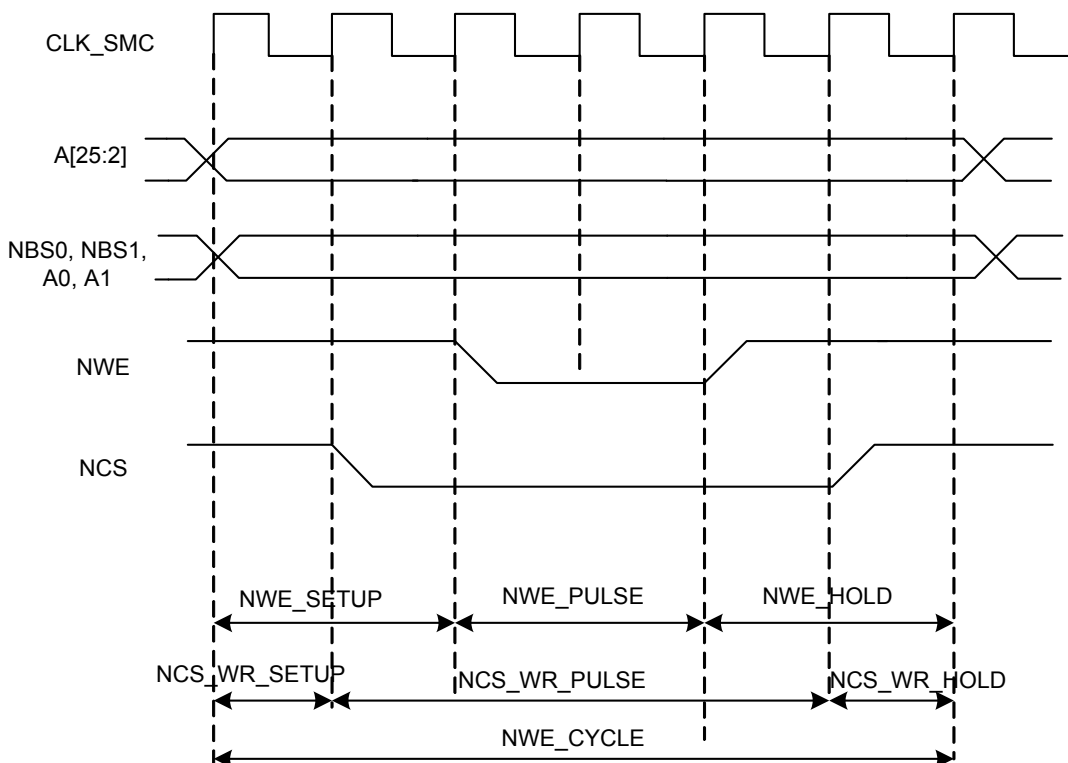 CLK_SMC
A[25:2]
NBS0, NBS1,
A0, A1
NWE
NCS
NWE_SETUP
NWE_PULSE
NWE_HOLD
NCS_WR_SETUP
NCS_WR_PULSE
NCS_WR_HOLD
NWE_CYCLE